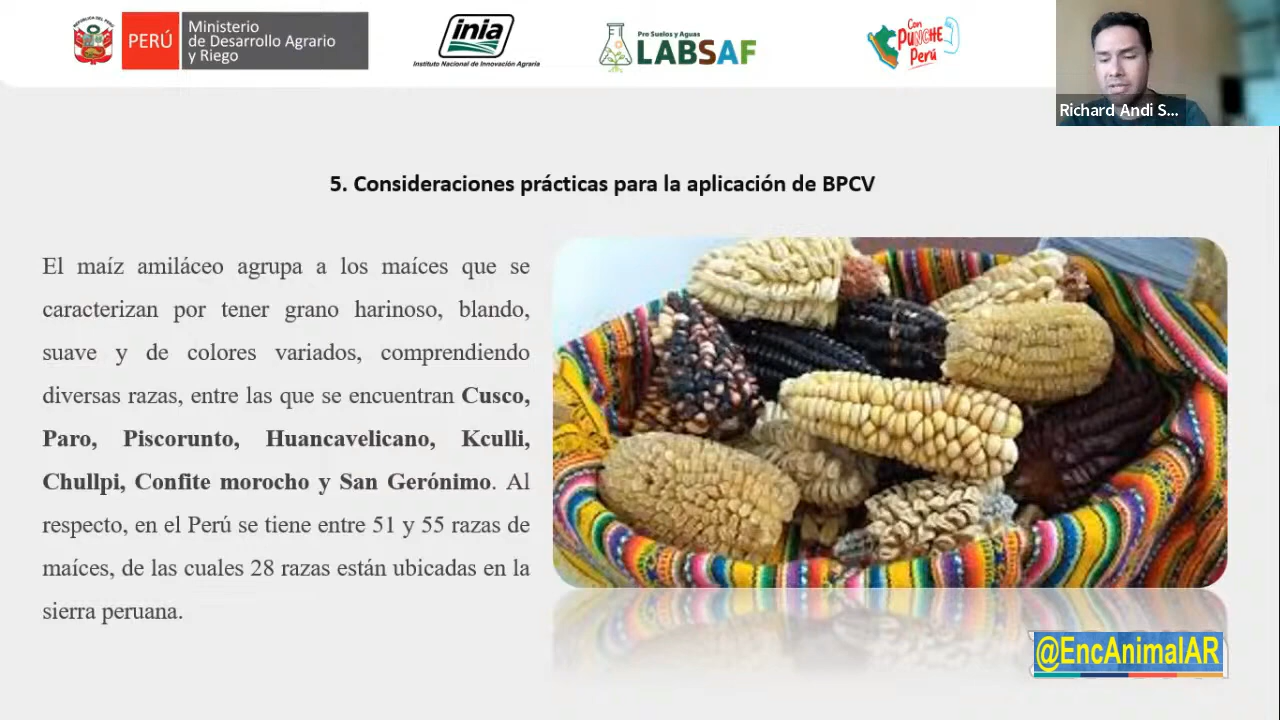 REPÚBLICA DEL PERÚ
PERÚ
Ministerio
de Desarrollo Agrario
y Riego
inia
Instituto Nacional de Innovación Agraria
Pro Suelos y Aguas
LABSAF
Con
PUNCHE
Perú
Richard Andi S...
5. Consideraciones prácticas para la aplicación de BPCV
El maíz amiláceo agrupa a los maíces que se
caracterizan por tener grano harinoso, blando,
suave y de colores variados, comprendiendo
diversas razas, entre las que se encuentran Cusco,
Paro, Piscorunto, Huancavelicano, Kculli,
Chullpi, Confite morocho y San Gerónimo. Al
respecto, en el Perú se tiene entre 51 y 55 razas de
maíces, de las cuales 28 razas están ubicadas en la
sierra peruana.
@EncAnimalAR